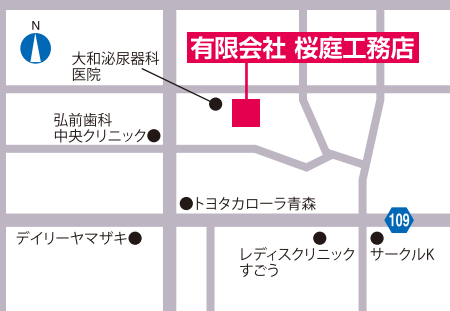 N
有限会社 桜庭工務店
大和泌尿器科
医院
弘前歯科
中央クリニック
トヨタカローラ青森
109
デイリーヤマザキ
レディスクリニック
すごう
サークルK